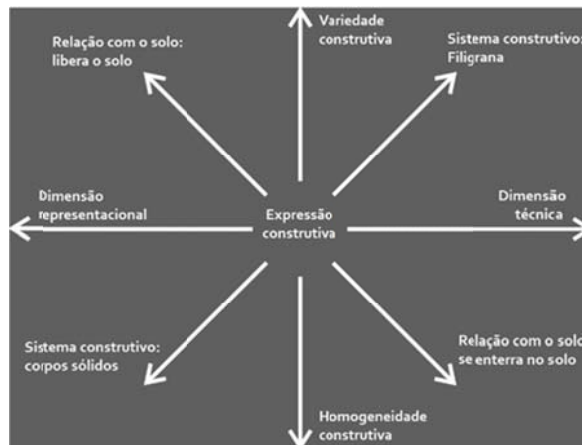 Variedade
construtiva
Relação com o solo:
libera o solo
Sistema construtivo:
Filigrana
Dimensão
representacional
Expressão
construtiva
Dimensão
técnica
Sistema construtivo:
corpos sólidos
Relação com o solo
se enterra no solo
Homogeneidade
construtiva